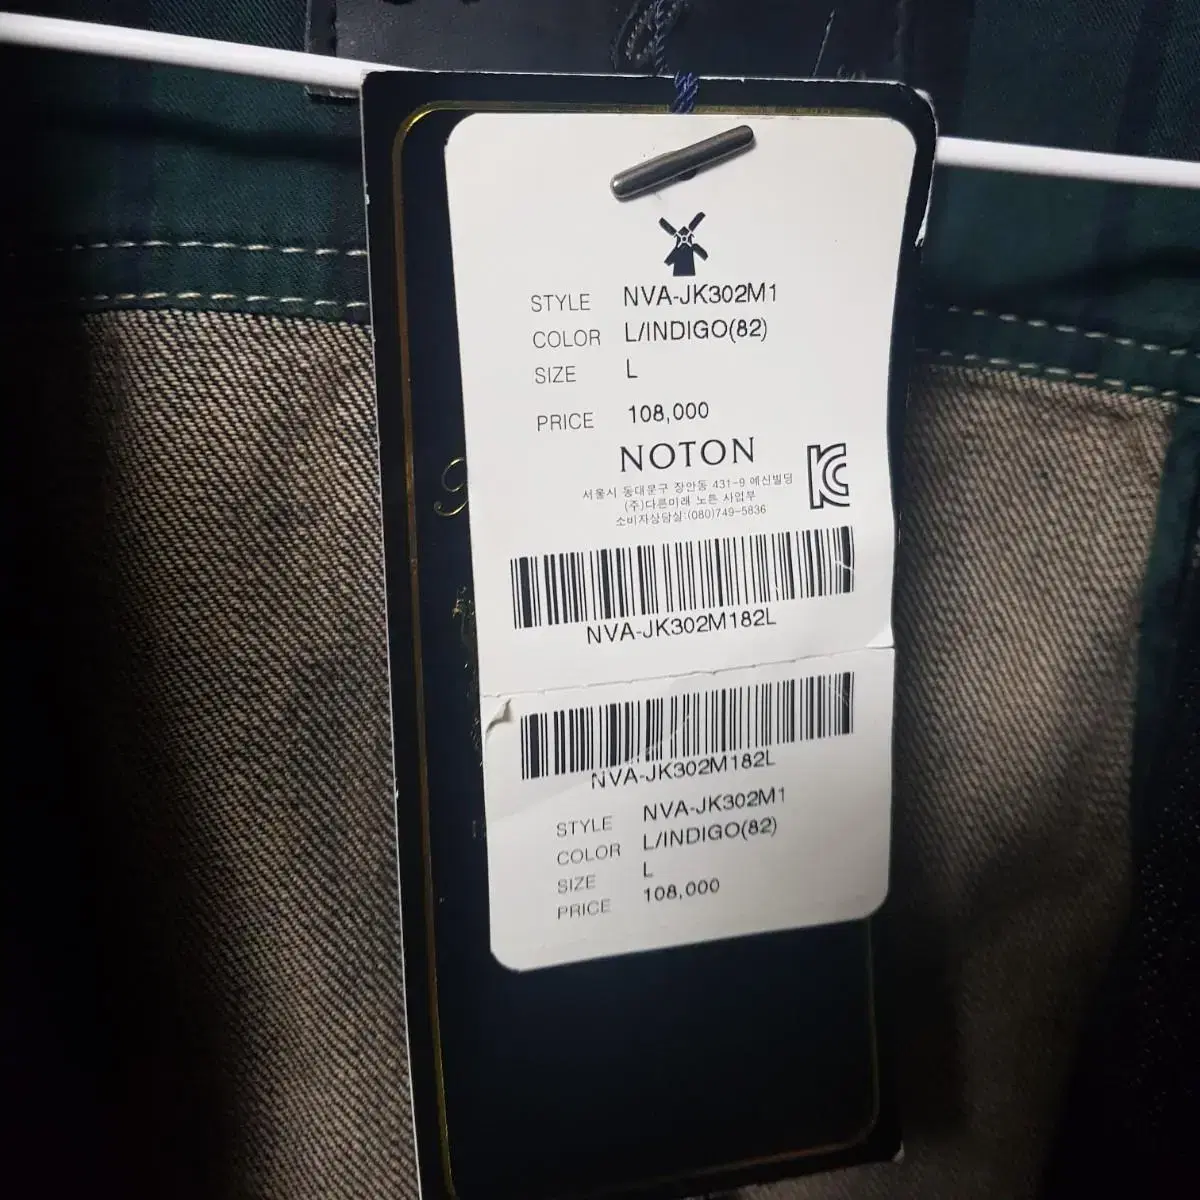 STYLE NVA-JK302M1
COLOR L/INDIGO(82)
SIZE L
PRICE 108,000
NOTON
서울시 동대문구 장안동 431-9 예신빌딩
(주)다른미래 노튼 사업부
소비자상담실:(080)749-5836
NVA-JK302M182L
NVA-JK302M182L
STYLE NVA-JK302M1
COLOR L/INDIGO(82)
SIZE L
PRICE 108,000